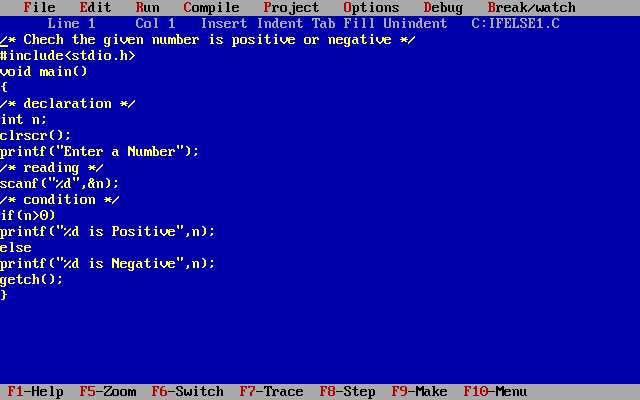 File Edit Run Compile Project Options Debug Break/watch
Line 1 Col 1 Insert Indent Tab Fill Unindent C:IFELSE1.C
/* Chech the given number is positive or negative */
#include<stdio.h>
void main()
{
/* declaration */
int n;
clrscr();
printf("Enter a Number");
/* reading */
scanf("%d",&n);
/* condition */
if(n>0)
printf("%d is Positive",n);
else
printf("%d is Negative",n);
getch();
}
F1-Help F5-Zoom F6-Switch F7-Trace F8-Step F9-Make F10-Menu